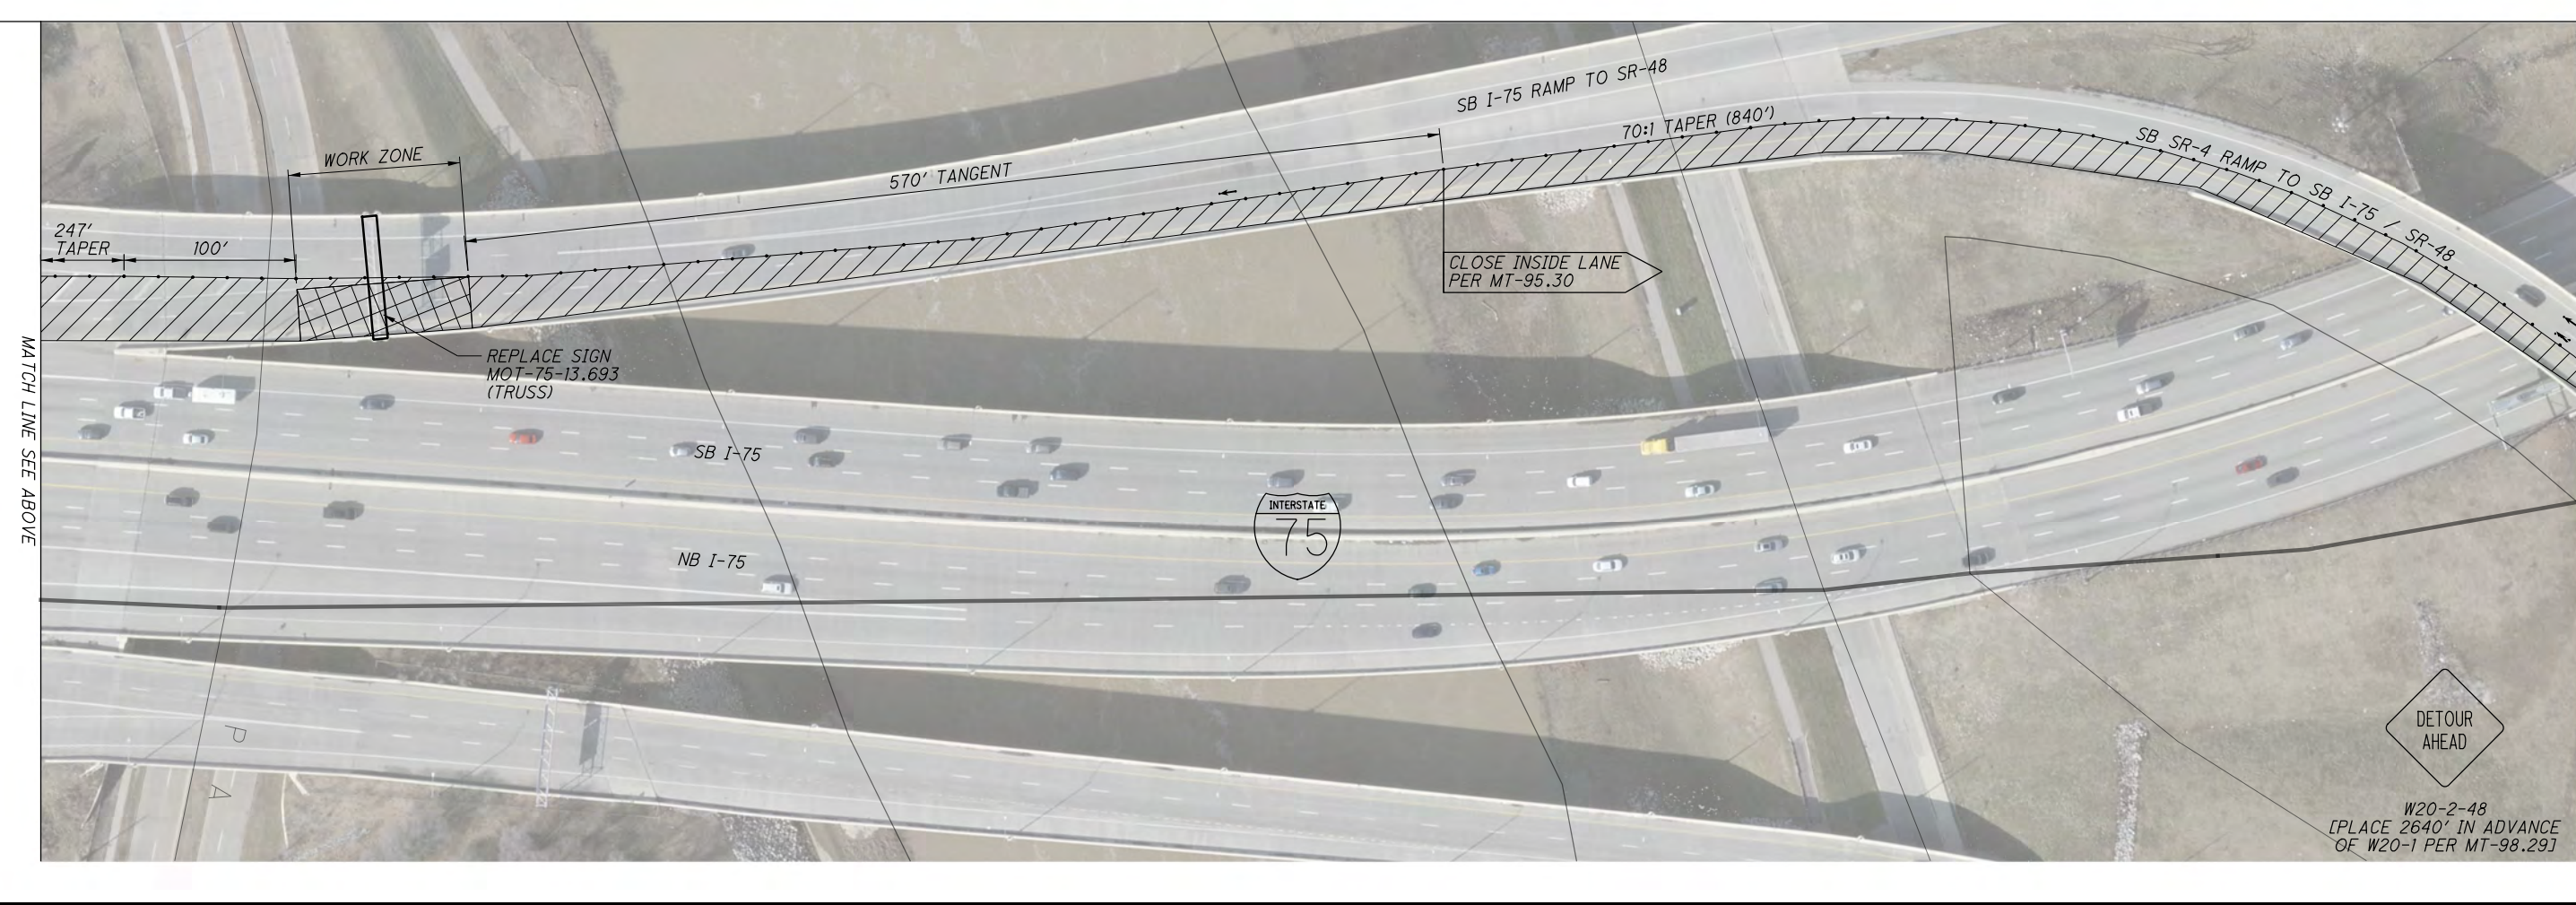 SB I-75 RAMP TO SR-48
70:1 TAPER (840')
SB SR-4 RAMP TO SB I-75 / SR-48
WORK ZONE
570' TANGENT
247'
TAPER
100'
CLOSE INSIDE LANE
PER MT-95.30
REPLACE SIGN
MOT-75-13.693
(TRUSS)
MATCH LINE SEE ABOVE
SB I-75
INTERSTATE
75
NB I-75
P
A
DETOUR
AHEAD
W20-2-48
[PLACE 2640' IN ADVANCE
OF W20-1 PER MT-98.29]